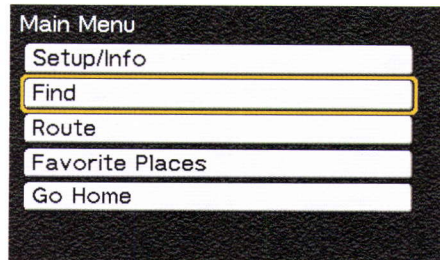 Main Menu
Setup/Info
Find
Route
Favorite Places
Go Home